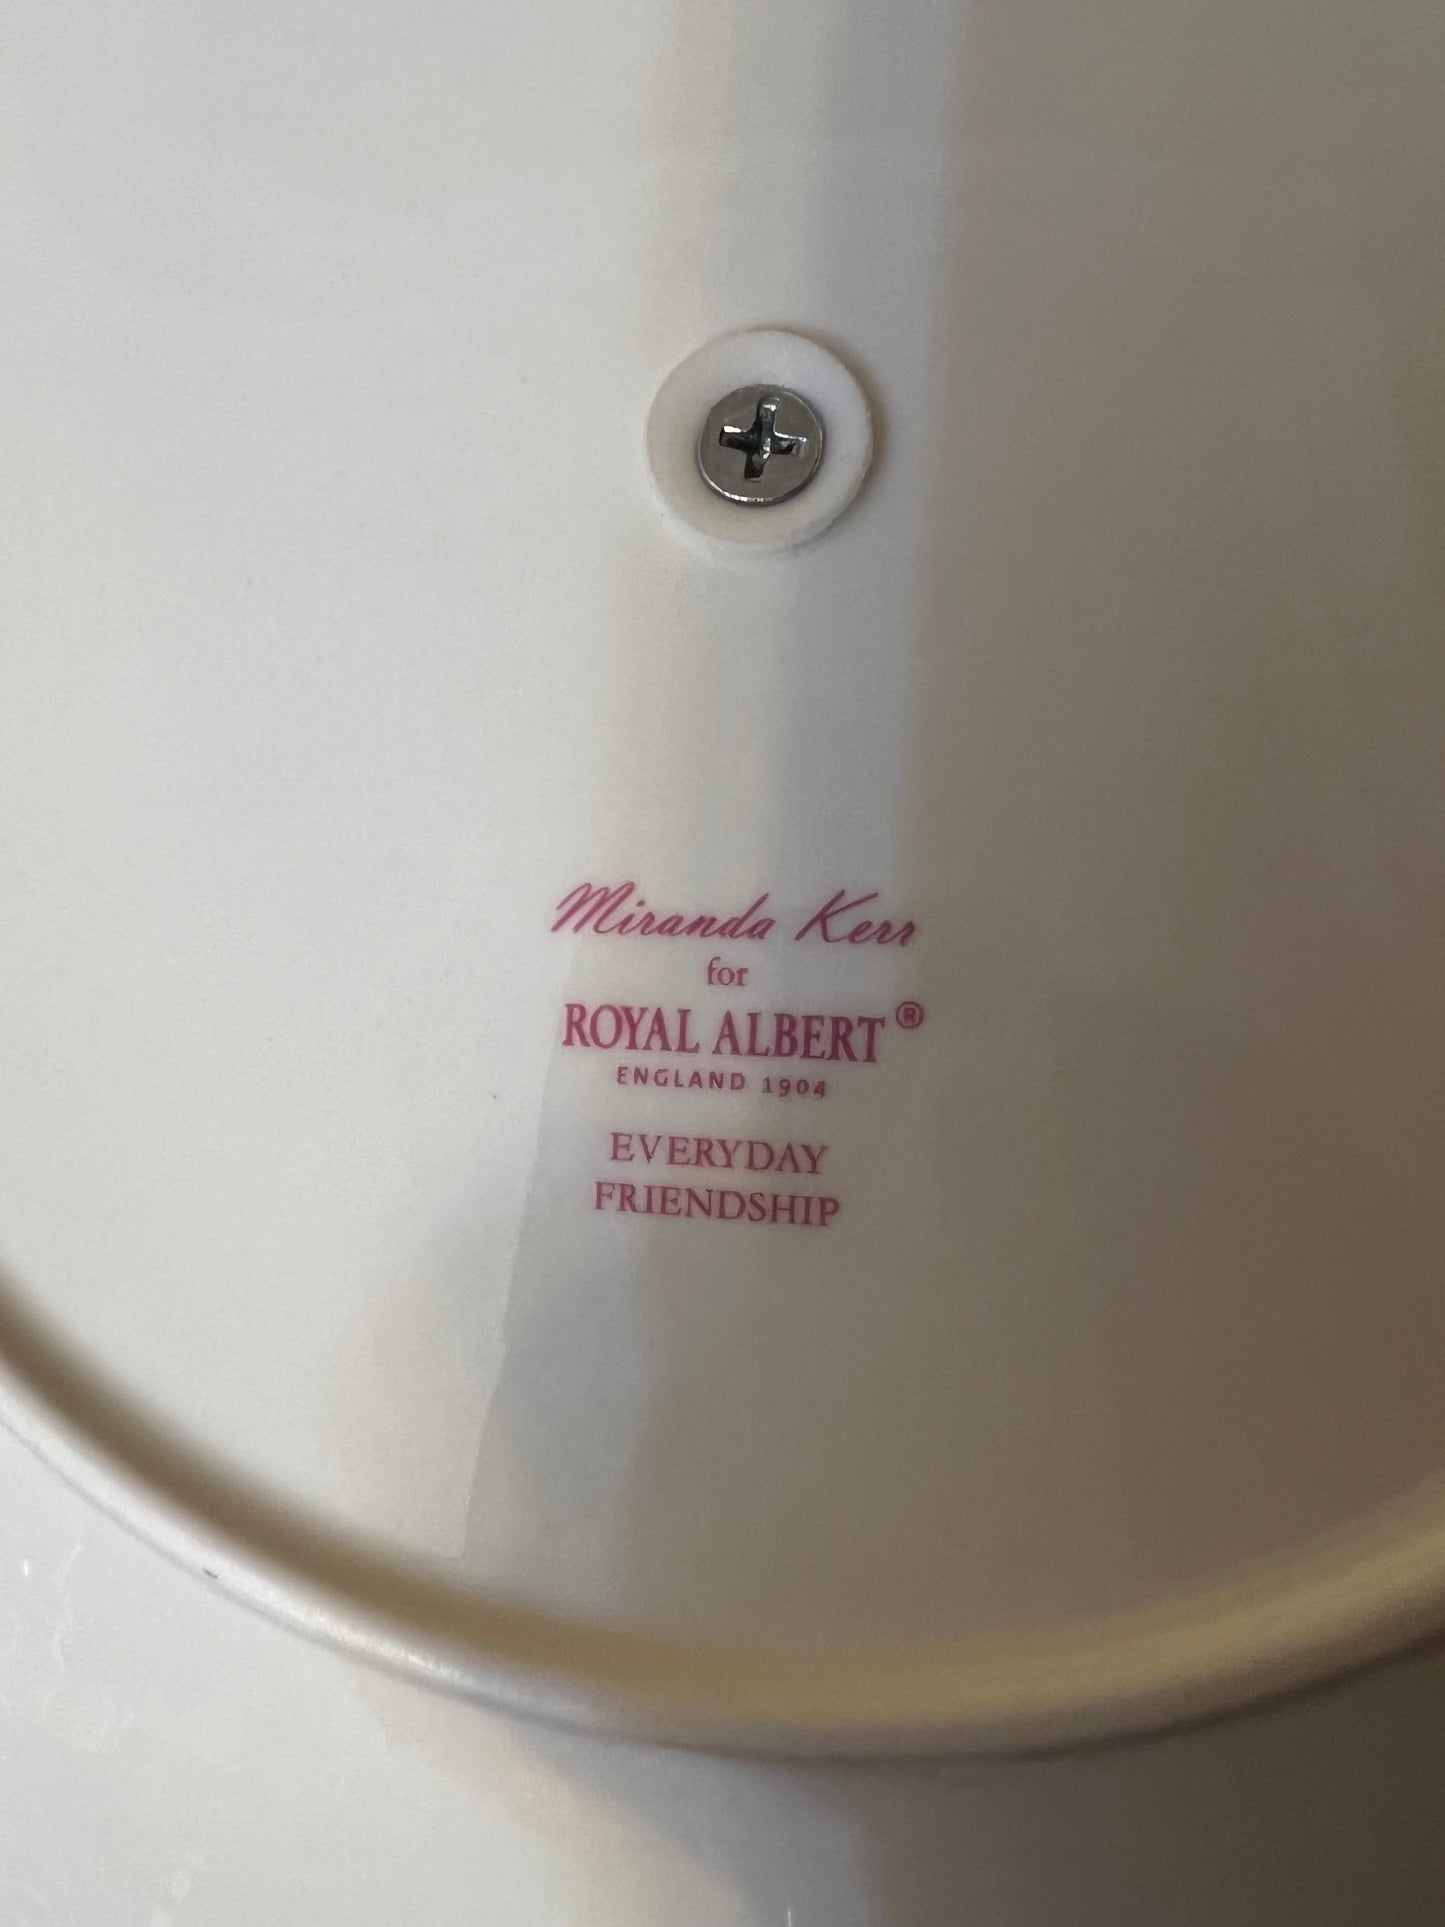 Miranda Kerr
for
ROYAL ALBERT®
ENGLAND 1904
EVERYDAY
FRIENDSHIP